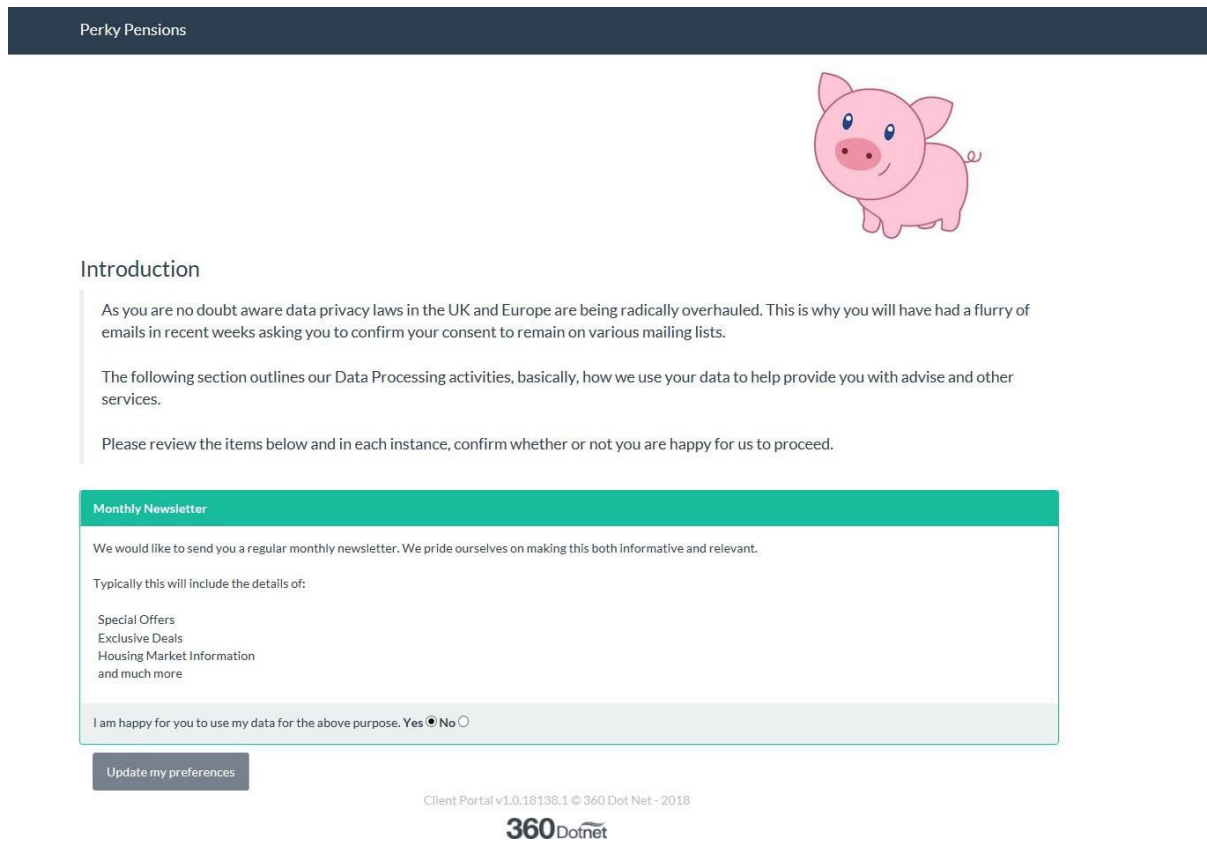 Perky Pensions
Introduction
As you are no doubt aware data privacy laws in the UK and Europe are being radically overhauled. This is why you will have had a flurry of
emails in recent weeks asking you to confirm your consent to remain on various mailing lists.
The following section outlines our Data Processing activities, basically, how we use your data to help provide you with advise and other
services.
Please review the items below and in each instance, confirm whether or not you are happy for us to proceed.
Monthly Newsletter
We would like to send you a regular monthly newsletter. We pride ourselves on making this both informative and relevant.
Typically this will include the details of:
Special Offers
Exclusive Deals
Housing Market Information
and much more
I am happy for you to use my data for the above purpose. Yes No
Update my preferences
Client Portal v1.0.18138.1 © 360 Dot Net - 2018
360Dotnet